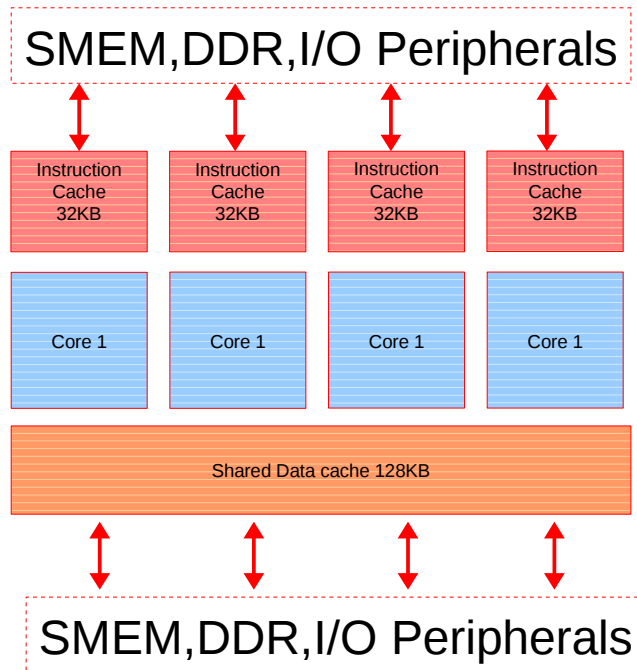 SMEM,DDR,I/O Peripherals
Instruction
Cache
32KB
Instruction
Cache
32KB
Instruction
Cache
32KB
Instruction
Cache
32KB
Core 1
Core 1
Core 1
Core 1
Shared Data cache 128KB
SMEM,DDR,I/O Peripherals